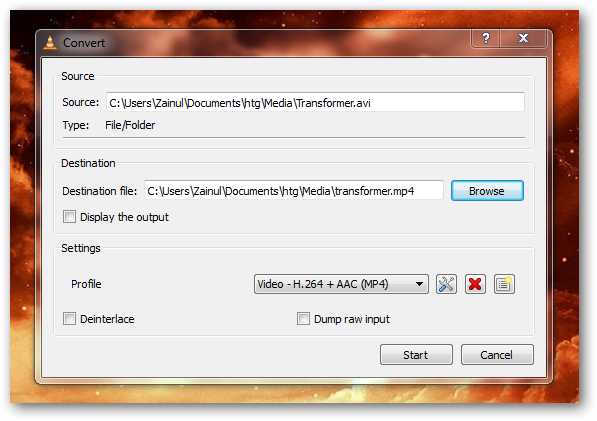 Convert
?
Source
Source: C:\Users\Zainul\Documents\htg\Media\Transformer.avi
Type: File/Folder
Destination
Destination file: C:\Users\Zainul\Documents\htg\Media\transformer.mp4 Browse
Display the output
Settings
Profile Video - H.264 + AAC (MP4)
Deinterlace Dump raw input
Start Cancel